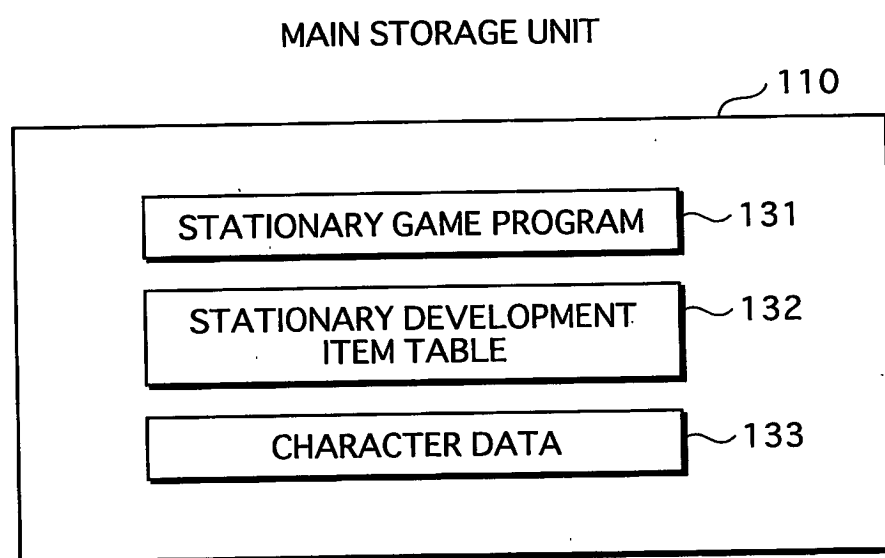 MAIN STORAGE UNIT
110
STATIONARY GAME PROGRAM
131
STATIONARY DEVELOPMENT
ITEM TABLE
132
CHARACTER DATA
133